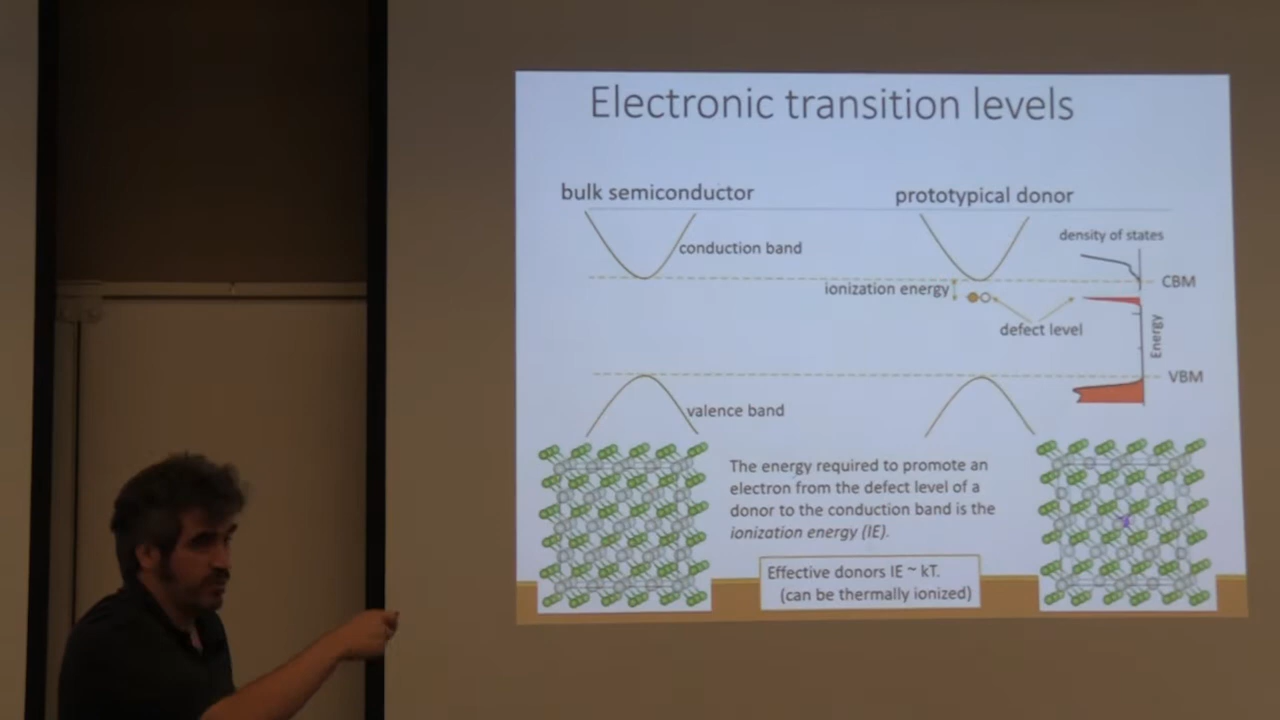 Electronic transition levels
bulk semiconductor
prototypical donor
conduction band
density of states
CBM
ionization energy
defect level
Energy
VBM
valence band
The energy required to promote an
electron from the defect level of a
donor to the conduction band is the
ionization energy (IE).
Effective donors IE ~ kT.
(can be thermally ionized)